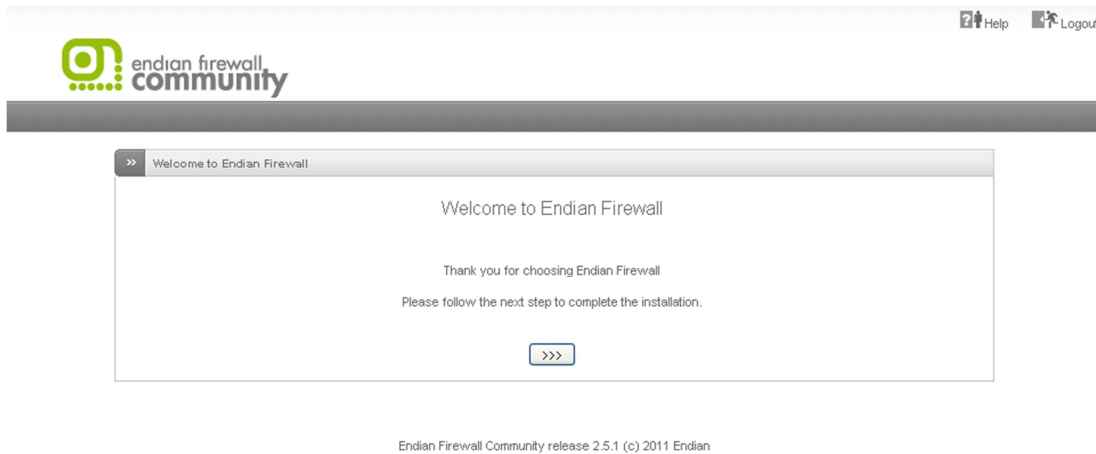 Help Logout
endian firewall
community
>> Welcome to Endian Firewall
Welcome to Endian Firewall
Thank you for choosing Endian Firewall
Please follow the next step to complete the installation.
>>>
Endian Firewall Community release 2.5.1 (c) 2011 Endian